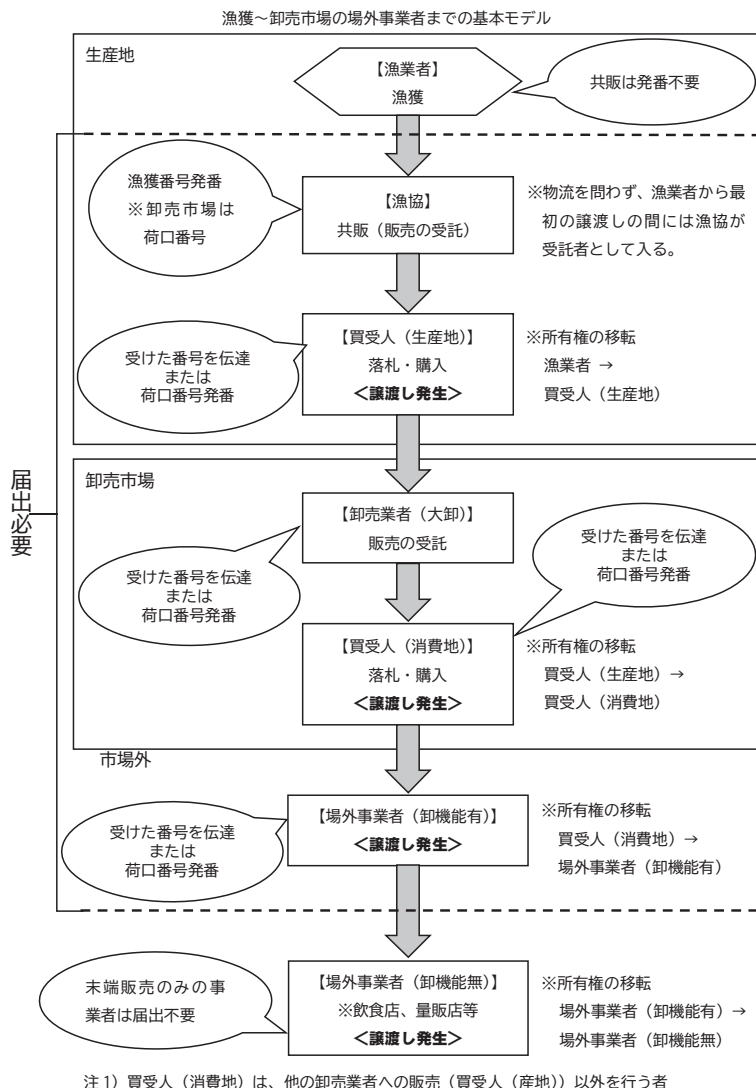 漁獲～卸売市場の場外事業者までの基本モデル
生産地
【漁業者】
漁獲
共販は発番不要
漁獲番号発番
※卸売市場は
荷口番号
【漁協】
共販（販売の受託）
※物流を問わず、漁業者から最
初の譲渡しの間には漁協が
受託者として入る。
受けた番号を伝達
または
荷口番号発番
【買受人（生産地）】
落札・購入
＜譲渡し発生＞
※所有権の移転
漁業者 →
買受人（生産地）
届出必要
卸売市場
【卸売業者（大卸）】
販売の受託
受けた番号を伝達
または
荷口番号発番
受けた番号を伝達
または
荷口番号発番
【買受人（消費地）】
落札・購入
＜譲渡し発生＞
※所有権の移転
買受人（生産地）→
買受人（消費地）
市場外
受けた番号を伝達
または
荷口番号発番
【場外事業者（卸機能有）】
＜譲渡し発生＞
※所有権の移転
買受人（消費地）→
場外事業者（卸機能有）
末端販売のみの事
業者は届出不要
【場外事業者（卸機能無）】
※飲食店、量販店等
＜譲渡し発生＞
※所有権の移転
場外事業者（卸機能有）→
場外事業者（卸機能無）
注 1）買受人（消費地）は、他の卸売業者への販売（買受人（産地））以外を行う者